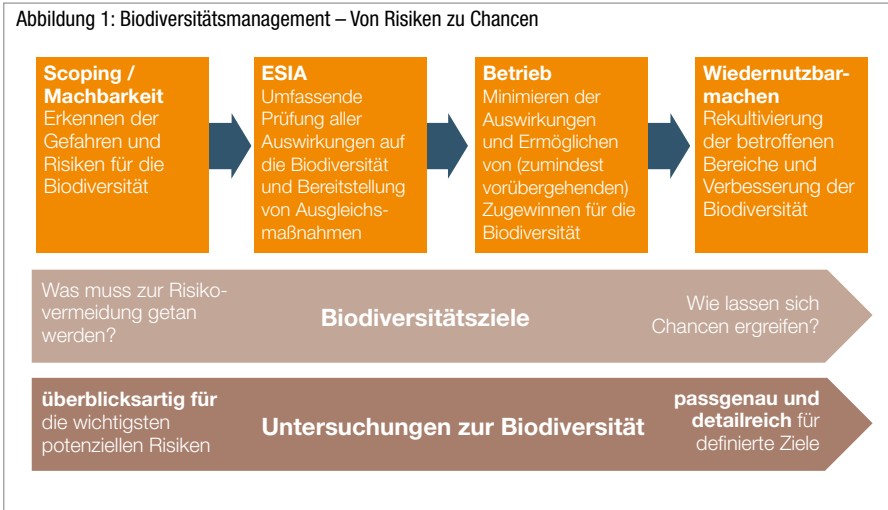 Abbildung 1: Biodiversitätsmanagement – Von Risiken zu Chancen
Scoping /
Machbarkeit
Erkennen der
Gefahren und
Risiken für die
Biodiversität
ESIA
Umfassende
Prüfung aller
Auswirkungen auf
die Biodiversität
und Bereitstellung
von Ausgleichs-
maßnahmen
Betrieb
Minimieren der
Auswirkungen
und Ermöglichen
von (zumindest
vorübergehenden)
Zugewinnen für die
Biodiversität
Wiedernutzbar-
machen
Rekultivierung
der betroffenen
Bereiche und
Verbesserung der
Biodiversität
Was muss zur Risiko-
vermeidung getan
werden?
Biodiversitätsziele
Wie lassen sich
Chancen ergreifen?
überblicksartig für
die wichtigsten
potenziellen Risiken
Untersuchungen zur Biodiversität
passgenau und
detailreich für
definierte Ziele